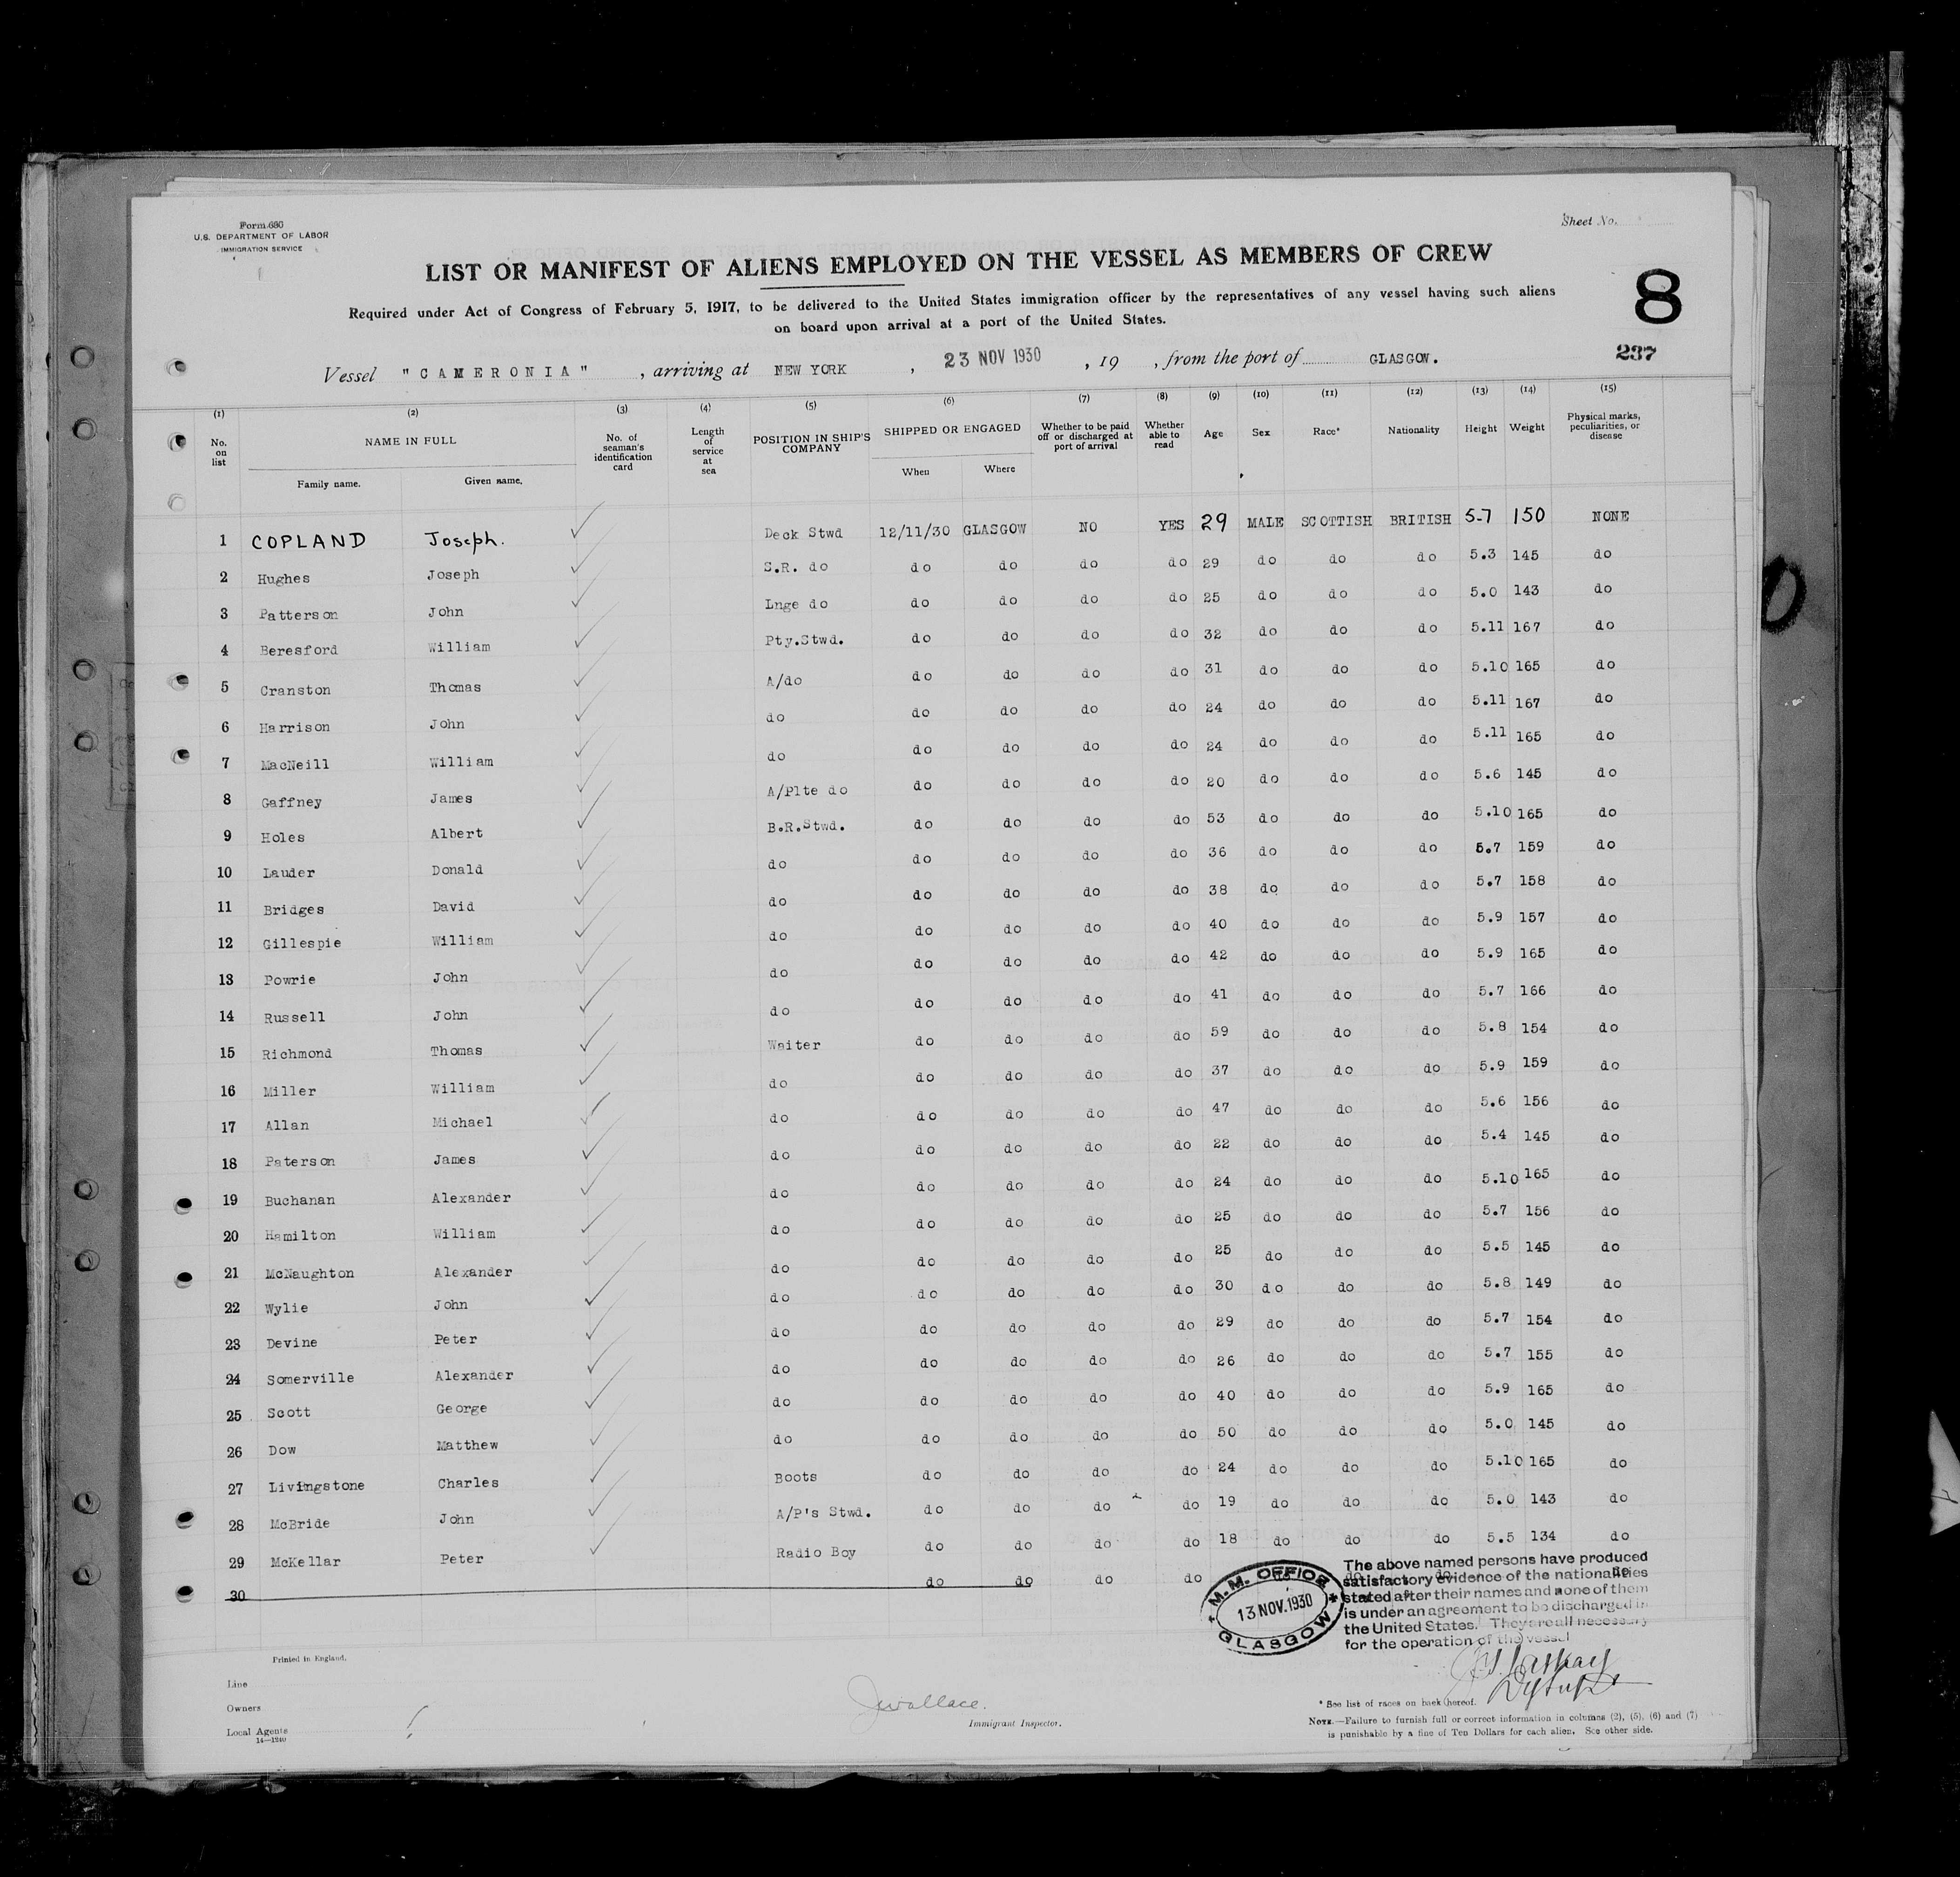 Form 680
U.S. DEPARTMENT OF LABOR
IMMIGRATION SERVICE
Sheet No.
LIST OR MANIFEST OF ALIENS EMPLOYED ON THE VESSEL AS MEMBERS OF CREW
8
Required under Act of Congress of February 5, 1917, to be delivered to the United States immigration officer by the representatives of any vessel having such aliens
on board upon arrival at a port of the United States.
237
Vessel "CAMERONIA" , arriving at NEW YORK , 23 NOV 1930 , 19 , from the port of GLASGOW.
(1) (2) (3) (4) (5) (6) (7) (8) (9) (10) (11) (12) (13) (14) (15)
No. on list NAME IN FULL No. of seaman's identification card Length of service at sea POSITION IN SHIP'S COMPANY SHIPPED OR ENGAGED Whether to be paid off or discharged at port of arrival Whether able to read Age Sex Race* Nationality Height Weight Physical marks, peculiarities, or disease
Family name. Given name. When Where
1 COPLAND Joseph. Deck Stwd 12/11/30 GLASGOW NO YES 29 MALE SCOTTISH BRITISH 5-7 150 NONE
2 Hughes Joseph S.R. do do do do do 29 do do do 5.3 145 do
3 Patterson John Lnge do do do do do 25 do do do 5.0 143 do
4 Beresford William Pty.Stwd. do do do do 32 do do do 5.11 167 do
5 Cranston Thomas A/do do do do do 31 do do do 5.10 165 do
6 Harrison John do do do do do 24 do do do 5.11 167 do
7 MacNeill William do do do do do 24 do do do 5.11 165 do
8 Gaffney James A/Plte do do do do do 20 do do do 5.6 145 do
9 Holes Albert B.R.Stwd. do do do do 53 do do do 5.10 165 do
10 Lauder Donald do do do do do 36 do do do 5.7 159 do
11 Bridges David do do do do do 38 do do do 5.7 158 do
12 Gillespie William do do do do do 40 do do do 5.9 157 do
13 Powrie John do do do do do 42 do do do 5.9 165 do
14 Russell John do do do do do 41 do do do 5.7 166 do
15 Richmond Thomas Waiter do do do do 59 do do do 5.8 154 do
16 Miller William do do do do do 37 do do do 5.9 159 do
17 Allan Michael do do do do do 47 do do do 5.6 156 do
18 Paterson James do do do do do 22 do do do 5.4 145 do
19 Buchanan Alexander do do do do do 24 do do do 5.10 165 do
20 Hamilton William do do do do do 25 do do do 5.7 156 do
21 McNaughton Alexander do do do do do 25 do do do 5.5 145 do
22 Wylie John do do do do do 30 do do do 5.8 149 do
23 Devine Peter do do do do do 29 do do do 5.7 154 do
24 Somerville Alexander do do do do do 26 do do do 5.7 155 do
25 Scott George do do do do do 40 do do do 5.9 165 do
26 Dow Matthew do do do do do 50 do do do 5.0 145 do
27 Livingstone Charles Boots do do do do 24 do do do 5.10 165 do
28 McBride John A/P's Stwd. do do do do 19 do do do 5.0 143 do
29 McKellar Peter Radio Boy do do do do 18 do do do 5.5 134 do
30 do do do do do
M.M. OFFICE
13 NOV. 1930
GLASGOW
The above named persons have produced
satisfactory evidence of the nationalities
stated after their names and none of them
is under an agreement to be discharged in
the United States. They are all necessary
for the operation of the vessel
Printed in England.
Line
Owners
Local Agents
14—1240
JWallace.
Immigrant Inspector.
* See list of races on back hereof.
NOTE.—Failure to furnish full or correct information in columns (2), (5), (6) and (7)
is punishable by a fine of Ten Dollars for each alien. See other side.